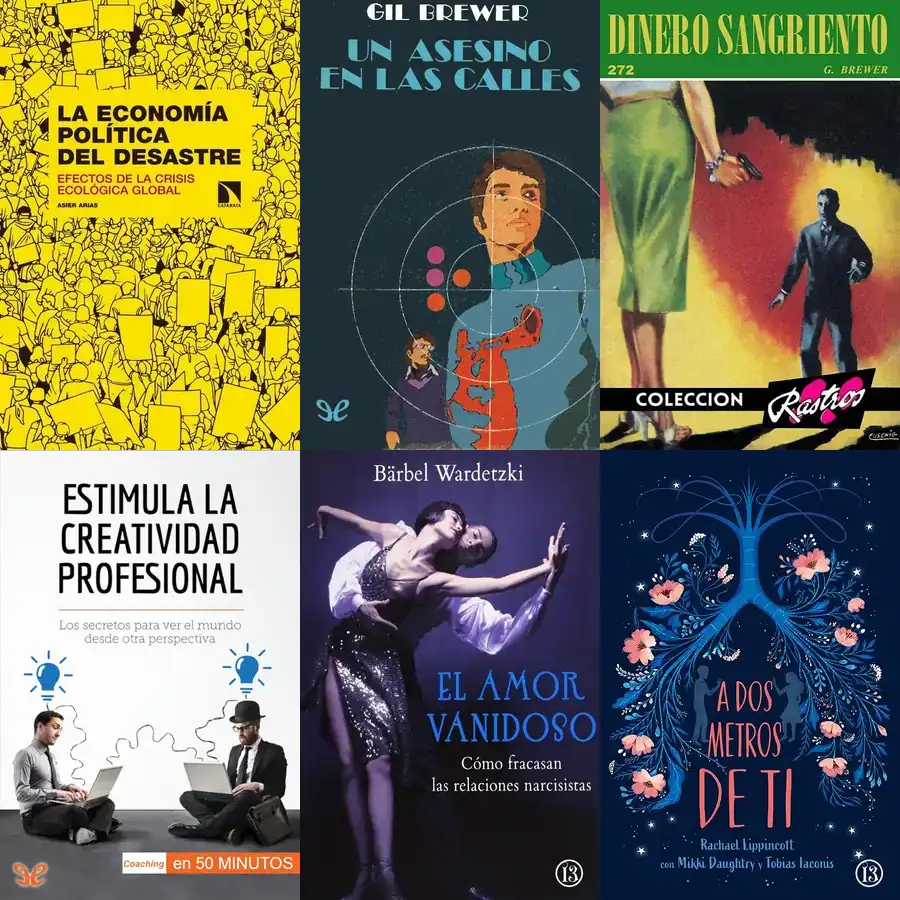 LA ECONOMÍA
POLÍTICA
DEL DESASTRE
EFECTOS DE LA CRISIS
ECOLÓGICA GLOBAL
ASIER ARIAS
CATARATA
GIL BREWER
UN ASESINO
EN LAS CALLES
DINERO SANGRIENTO
272
G. BREWER
COLECCION
Rastros
ESTIMULA LA
CREATIVIDAD
PROFESIONAL
Los secretos para ver el mundo
desde otra perspectiva
Coaching
en 50 MINUTOS
Bärbel Wardetzki
EL AMOR
VANIDOSO
Cómo fracasan
las relaciones narcisistas
13
A DOS
METROS
DE TI
Rachael Lippincott
con Mikki Daughtry y Tobias Iaconis
13